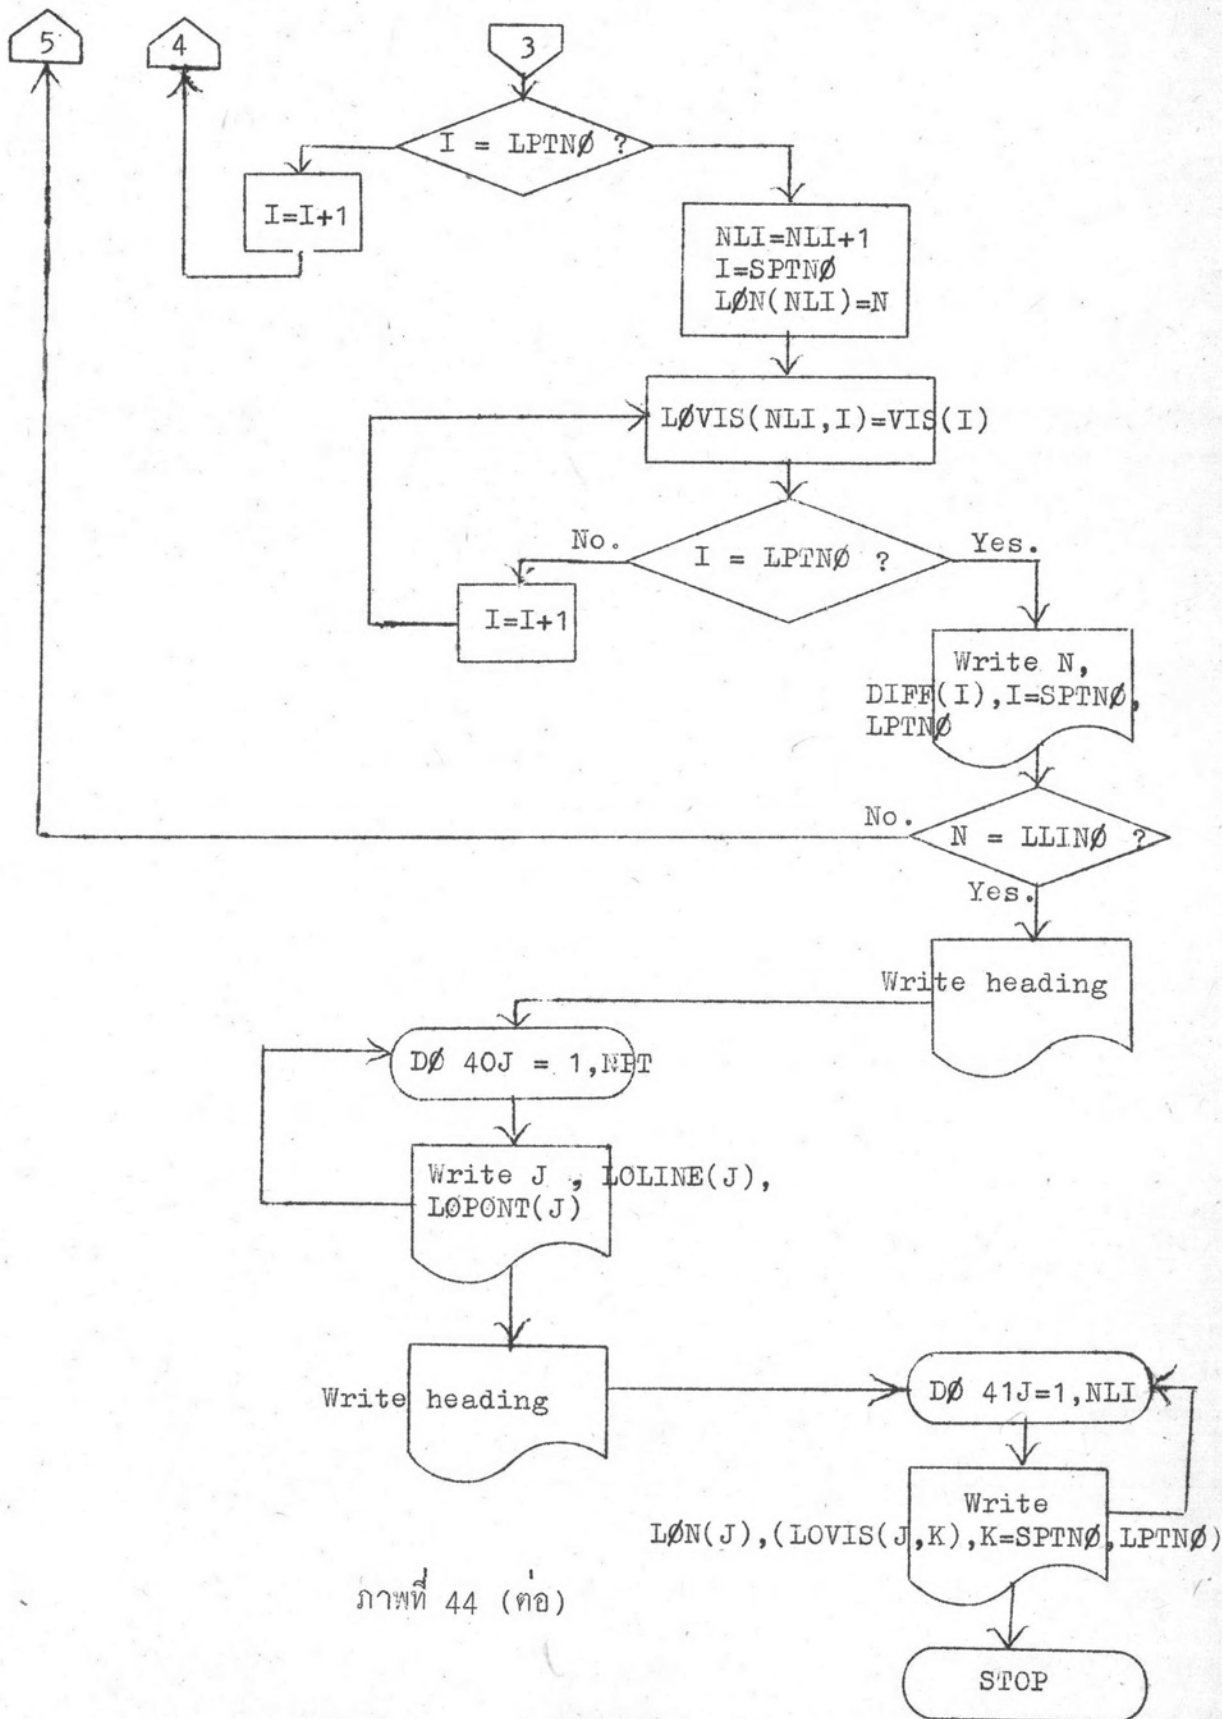 5
4
3
I = LPTNØ ?
I=I+1
NLI=NLI+1
I=SPTNØ
LØN(NLI)=N
LØVIS(NLI,I)=VIS(I)
No.
I = LPTNØ ?
Yes.
I=I+1
Write N,
DIFF(I),I=SPTNØ,
LPTNØ
No.
N = LLINØ ?
Yes.
Write heading
DØ 40J = 1,NPT
Write J , LOLINE(J),
LØPONT(J)
Write heading
DØ 41J=1,NLI
Write
LØN(J),(LOVIS(J,K),K=SPTNØ,LPTNØ)
ภาพที่ 44 (ต่อ)
STOP